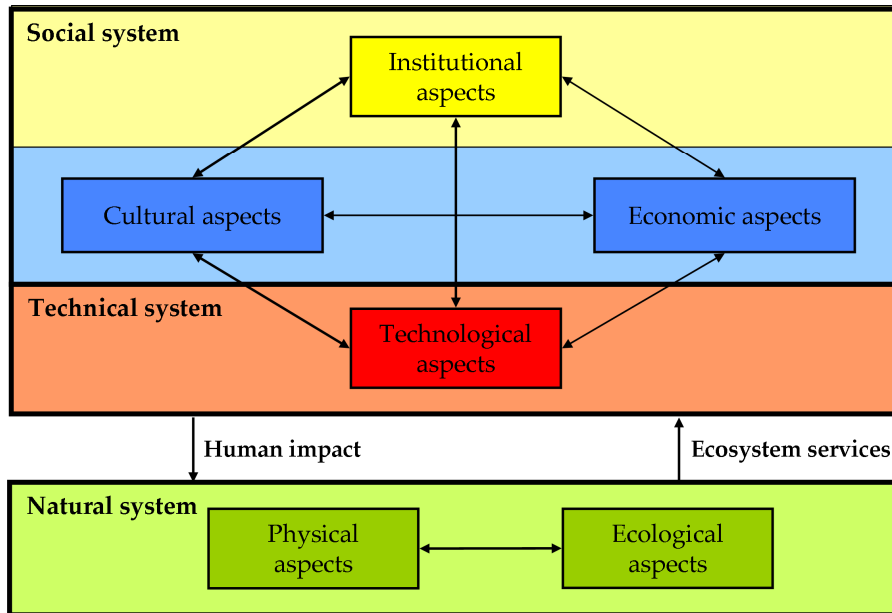 Social system
Institutional
aspects
Cultural aspects
Economic aspects
Technical system
Technological
aspects
Human impact
Ecosystem services
Natural system
Physical
aspects
Ecological
aspects